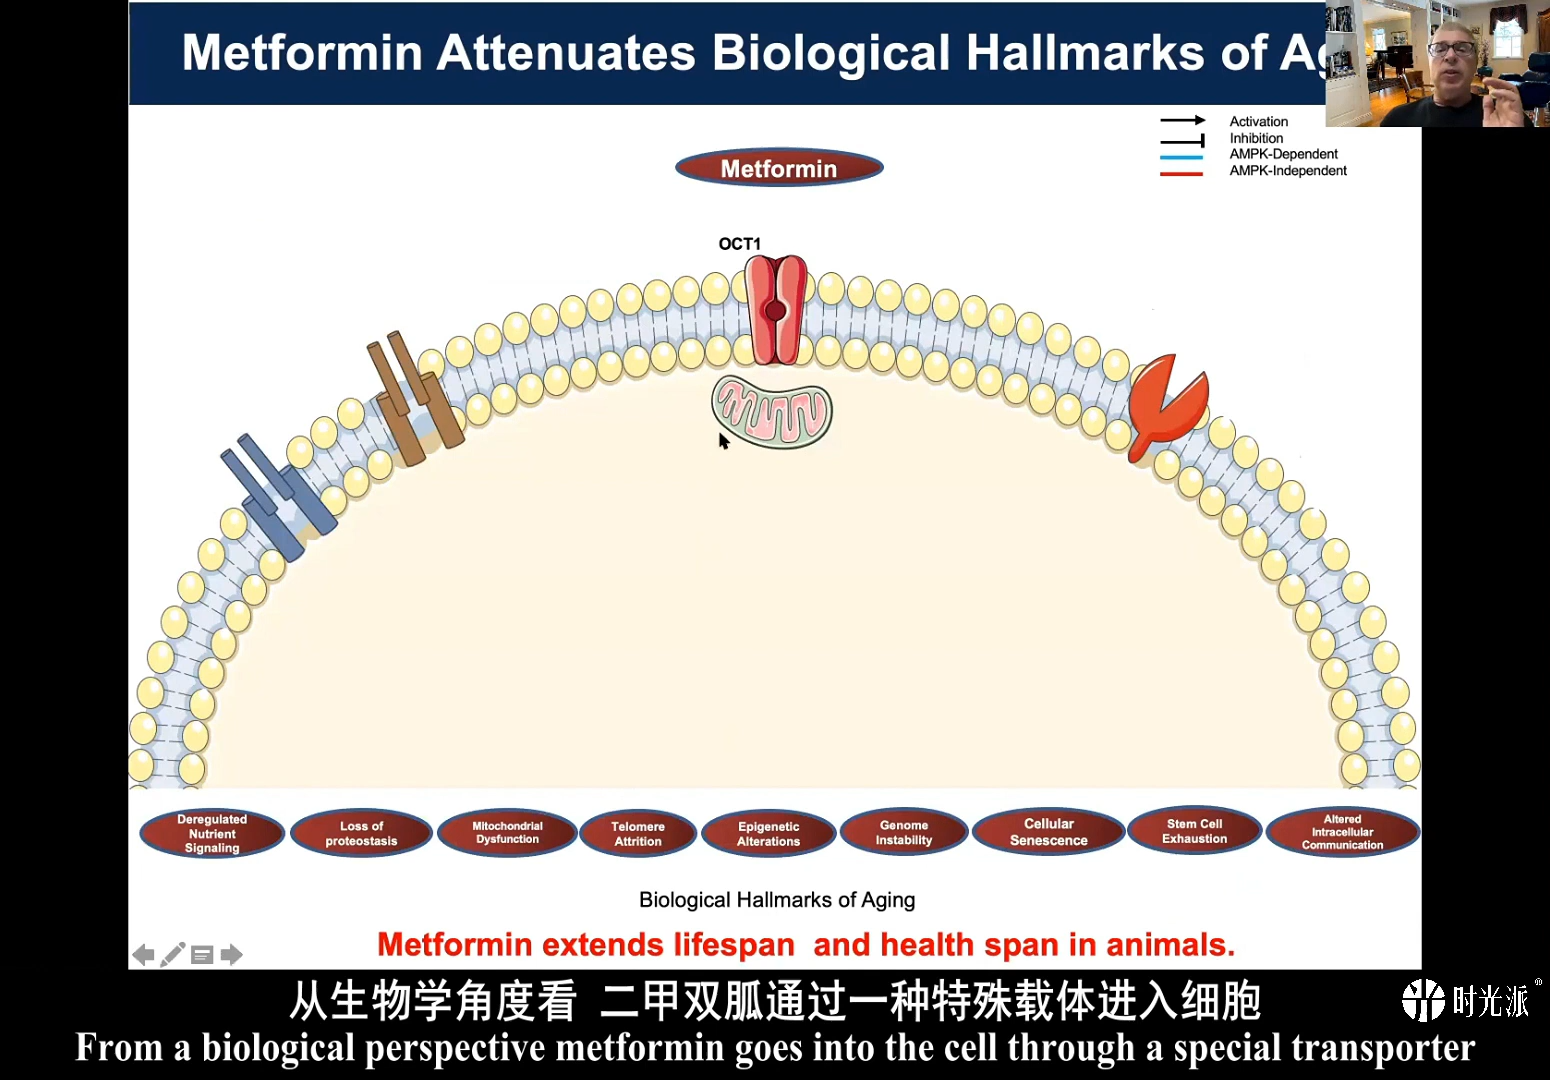 Metformin Attenuates Biological Hallmarks of Ag
Activation
Inhibition
AMPK-Dependent
AMPK-Independent
Metformin
OCT1
Deregulated
Nutrient
Signaling
Loss of
proteostasis
Mitochondrial
Dysfunction
Telomere
Attrition
Epigenetic
Alterations
Genome
Instability
Cellular
Senescence
Stem Cell
Exhaustion
Altered
Intracellular
Communication
Biological Hallmarks of Aging
Metformin extends lifespan and health span in animals.
从生物学角度看 二甲双胍通过一种特殊载体进入细胞
时光派®
From a biological perspective metformin goes into the cell through a special transporter